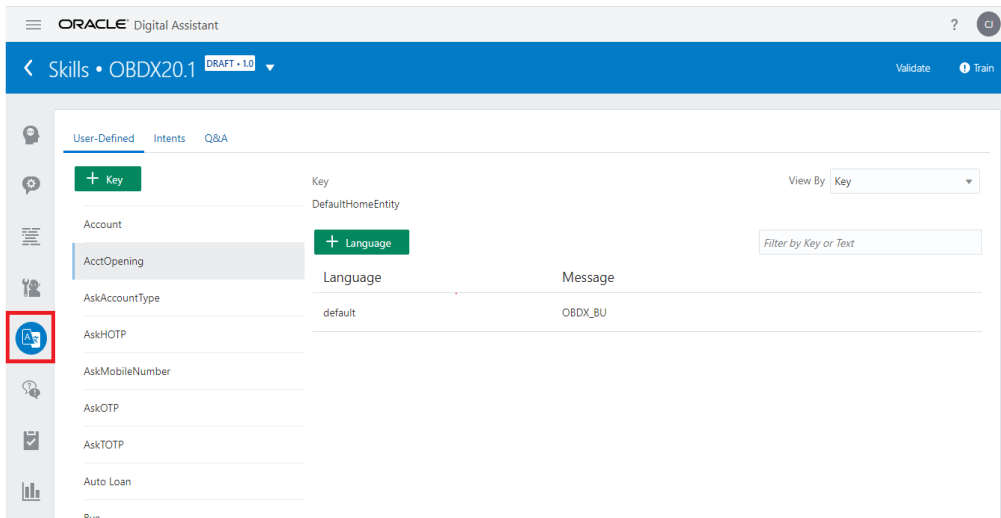 ORACLE Digital Assistant
?
CJ
Skills • OBDX20.1 DRAFT • 1.0
Validate
Train
User-Defined Intents Q&A
+ Key
Account
AcctOpening
AskAccountType
AskHOTP
AskMobileNumber
AskOTP
AskTOTP
Auto Loan
Key
DefaultHomeEntity
View By Key
+ Language
Filter by Key or Text
Language Message
default OBDX_BU